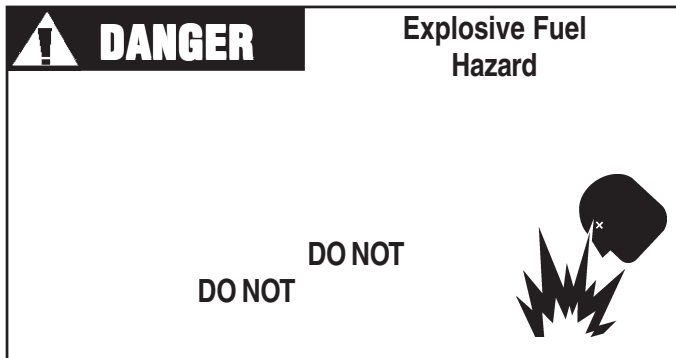 DANGER
Explosive Fuel
Hazard
DO NOT
DO NOT